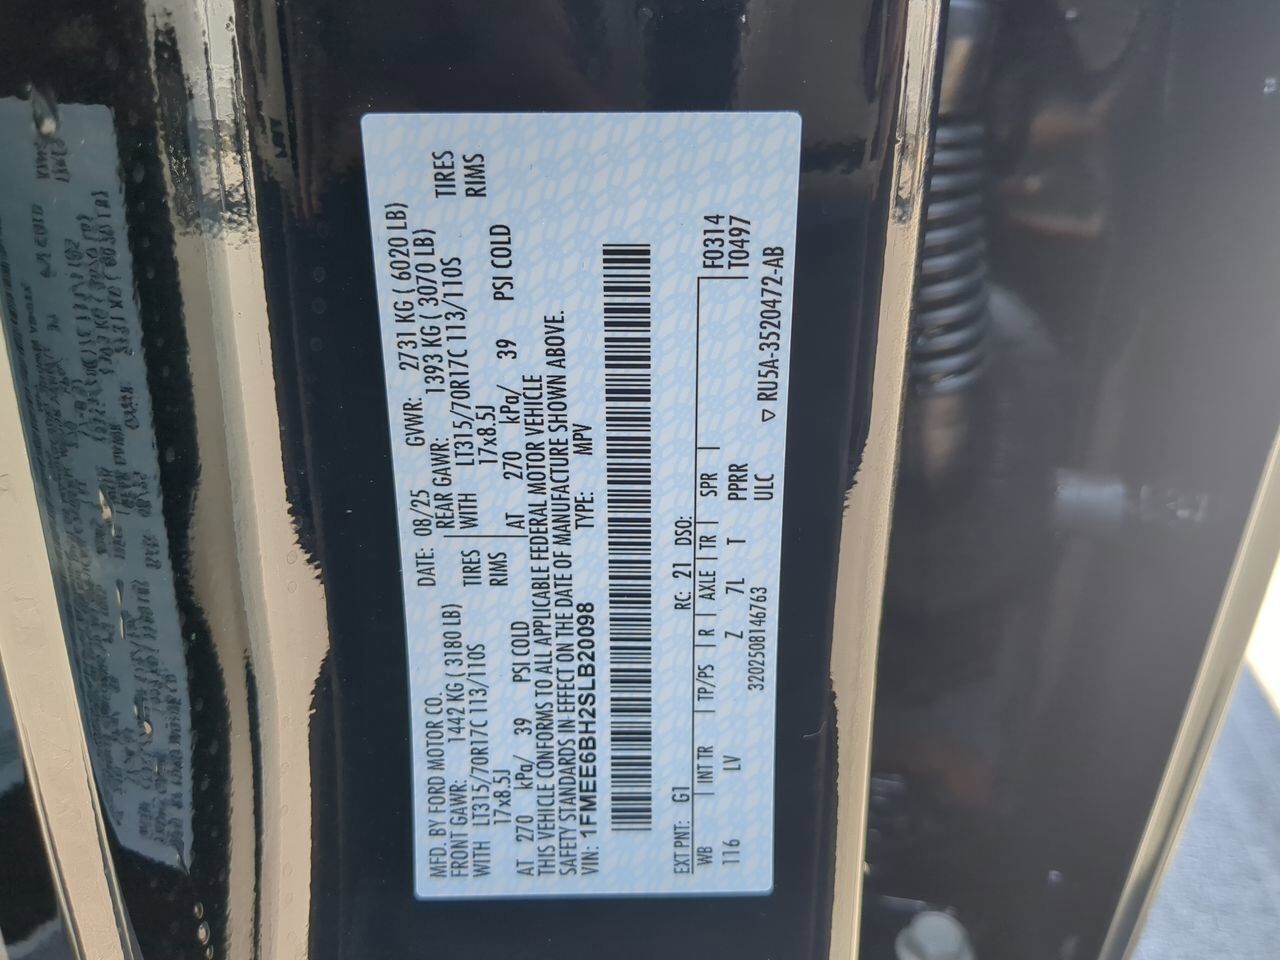 MFD. BY FORD MOTOR CO. DATE: 08/25 GVWR: 2731 KG ( 6020 LB)
FRONT GAWR: 1442 KG ( 3180 LB) REAR GAWR: 1393 KG ( 3070 LB)
WITH LT315/70R17C 113/110S TIRES WITH LT315/70R17C 113/110S TIRES
17x8.5J RIMS 17x8.5J RIMS
AT 270 kPa/ 39 PSI COLD AT 270 kPa/ 39 PSI COLD
THIS VEHICLE CONFORMS TO ALL APPLICABLE FEDERAL MOTOR VEHICLE
SAFETY STANDARDS IN EFFECT ON THE DATE OF MANUFACTURE SHOWN ABOVE.
VIN: 1FMEE6BH2SLB20098 TYPE: MPV
EXT PNT: G1 RC: 21 DSO:
WB | INT TR | TP/PS | R | AXLE | TR | SPR | F0314
116 LV Z 7L T PPRR T0497
3202508146763 ULC ▽ RU5A-3520472-AB